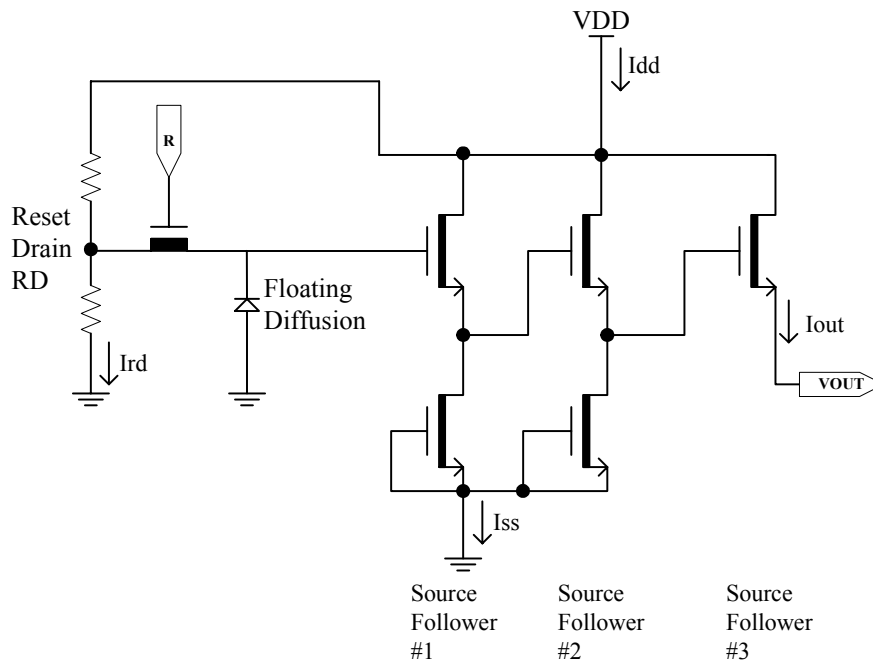 VDD
Idd
R
Reset
Drain
RD
Floating
Diffusion
Iout
Ird
VOUT
Iss
Source
Follower
#1
Source
Follower
#2
Source
Follower
#3